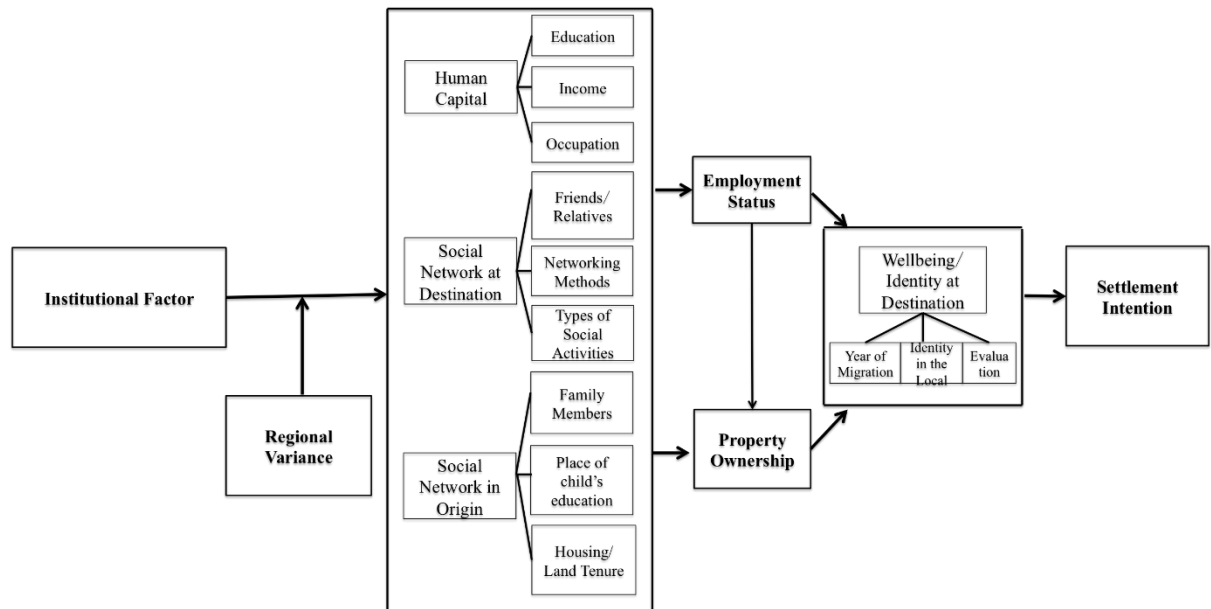 Institutional Factor
Regional
Variance
Human
Capital
Education
Income
Occupation
Social
Network at
Destination
Friends/
Relatives
Networking
Methods
Types of
Social
Activities
Social
Network in
Origin
Family
Members
Place of
child’s
education
Housing/
Land Tenure
Employment
Status
Property
Ownership
Wellbeing/
Identity at
Destination
Year of
Migration
Identity
in the
Local
Evalua
tion
Settlement
Intention